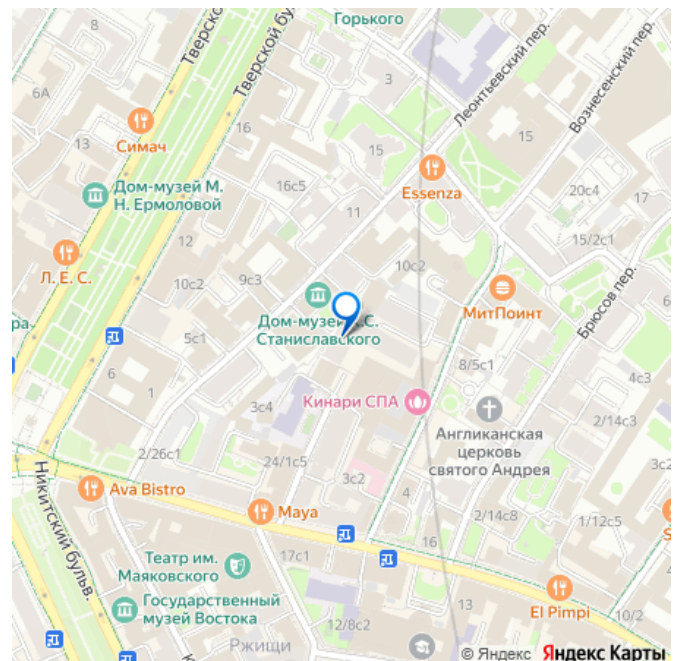 Горького
Тверской
Тверской бул
Леонтьевский пер.
Вознесенский пер.
6А
3
16
15
15
Симач
13
Essenza
20с4
17
Дом-музей М.
Н. Ермоловой
16с5
11
15/2с1
12
10с2
Л. Е. С.
10с2
9с3
МитПоинт
Брюсов пер.
Дом-музей К.С.
Станиславского
5с1
8/5с1
6
1
4с3
3с4
Кинари СПА
Англиканская
церковь
святого Андрея
2/14с3
2/26с1
24/1с5
3с2
3с2
4
Никитский бульв.
Ava Bistro
Maya
2/14с8
1/12с5
16
Театр им.
Маяковского
17с1
El Pimpi
Государственный
музей Востока
13
10/2
12/8с2
Ржищи
© Яндекс Яндекс Карты